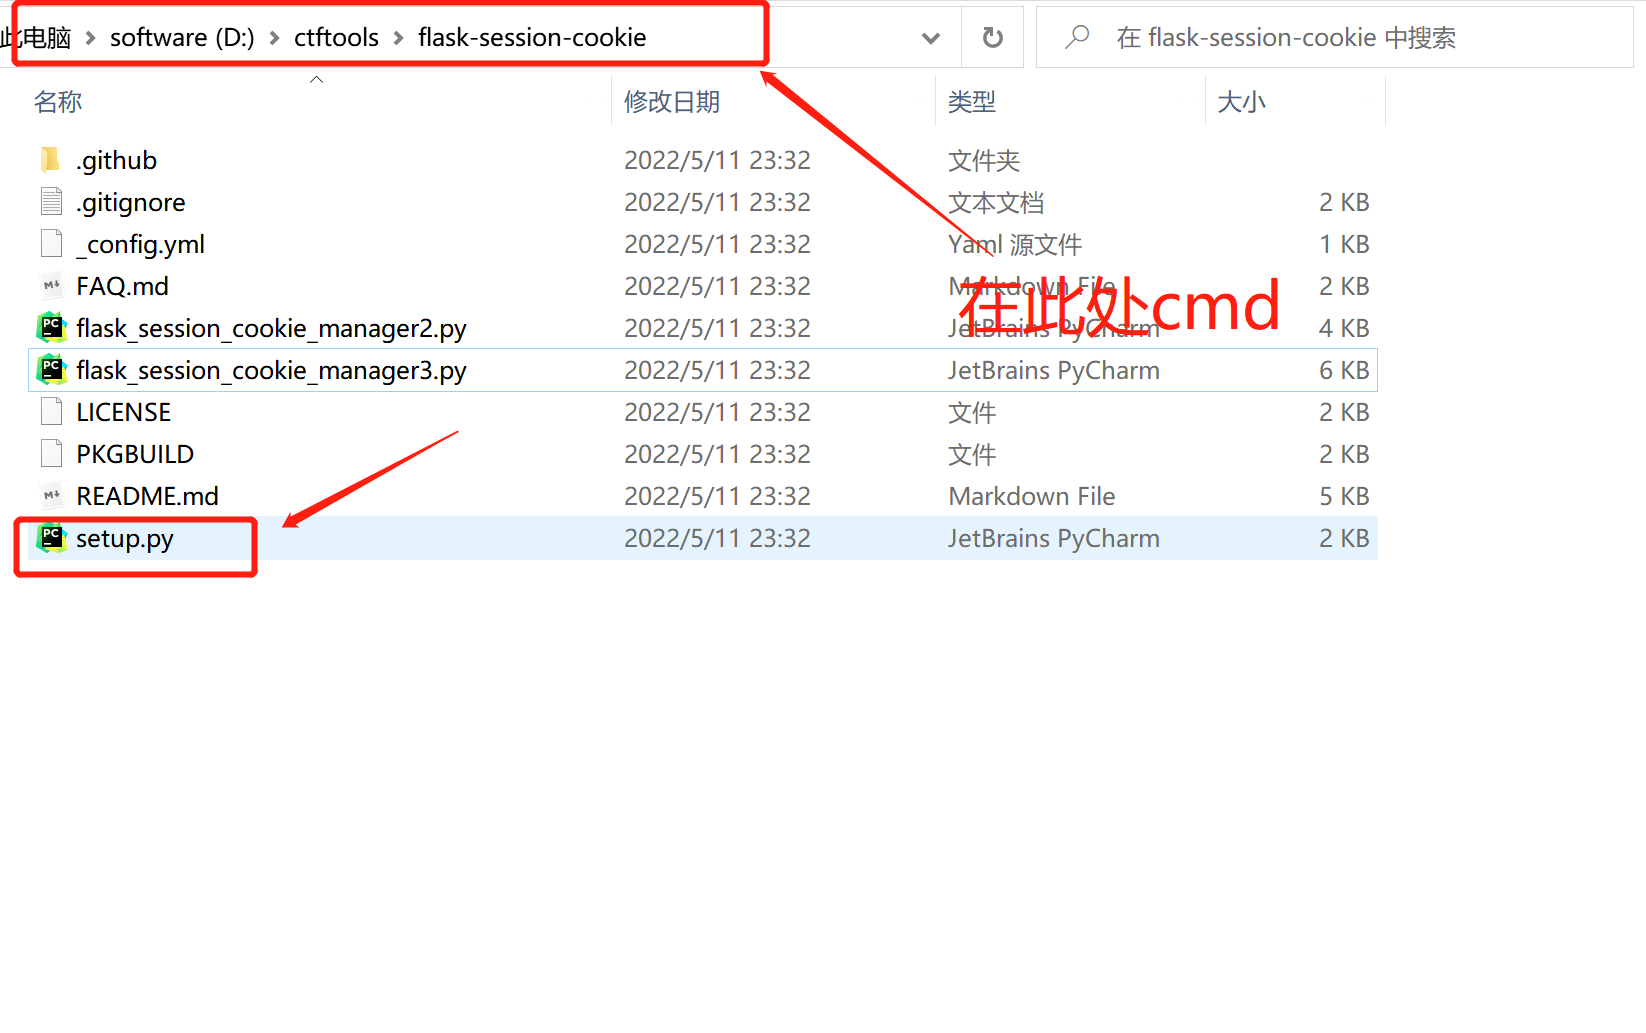 此电脑 > software (D:) > ctftools > flask-session-cookie
在 flask-session-cookie 中搜索
名称 修改日期 类型 大小
.github 2022/5/11 23:32 文件夹
.gitignore 2022/5/11 23:32 文本文档 2 KB
_config.yml 2022/5/11 23:32 Yaml 源文件 1 KB
FAQ.md 2022/5/11 23:32 Markdown File 2 KB
在此处cmd
flask_session_cookie_manager2.py 2022/5/11 23:32 JetBrains PyCharm 4 KB
flask_session_cookie_manager3.py 2022/5/11 23:32 JetBrains PyCharm 6 KB
LICENSE 2022/5/11 23:32 文件 2 KB
PKGBUILD 2022/5/11 23:32 文件 2 KB
README.md 2022/5/11 23:32 Markdown File 5 KB
setup.py 2022/5/11 23:32 JetBrains PyCharm 2 KB